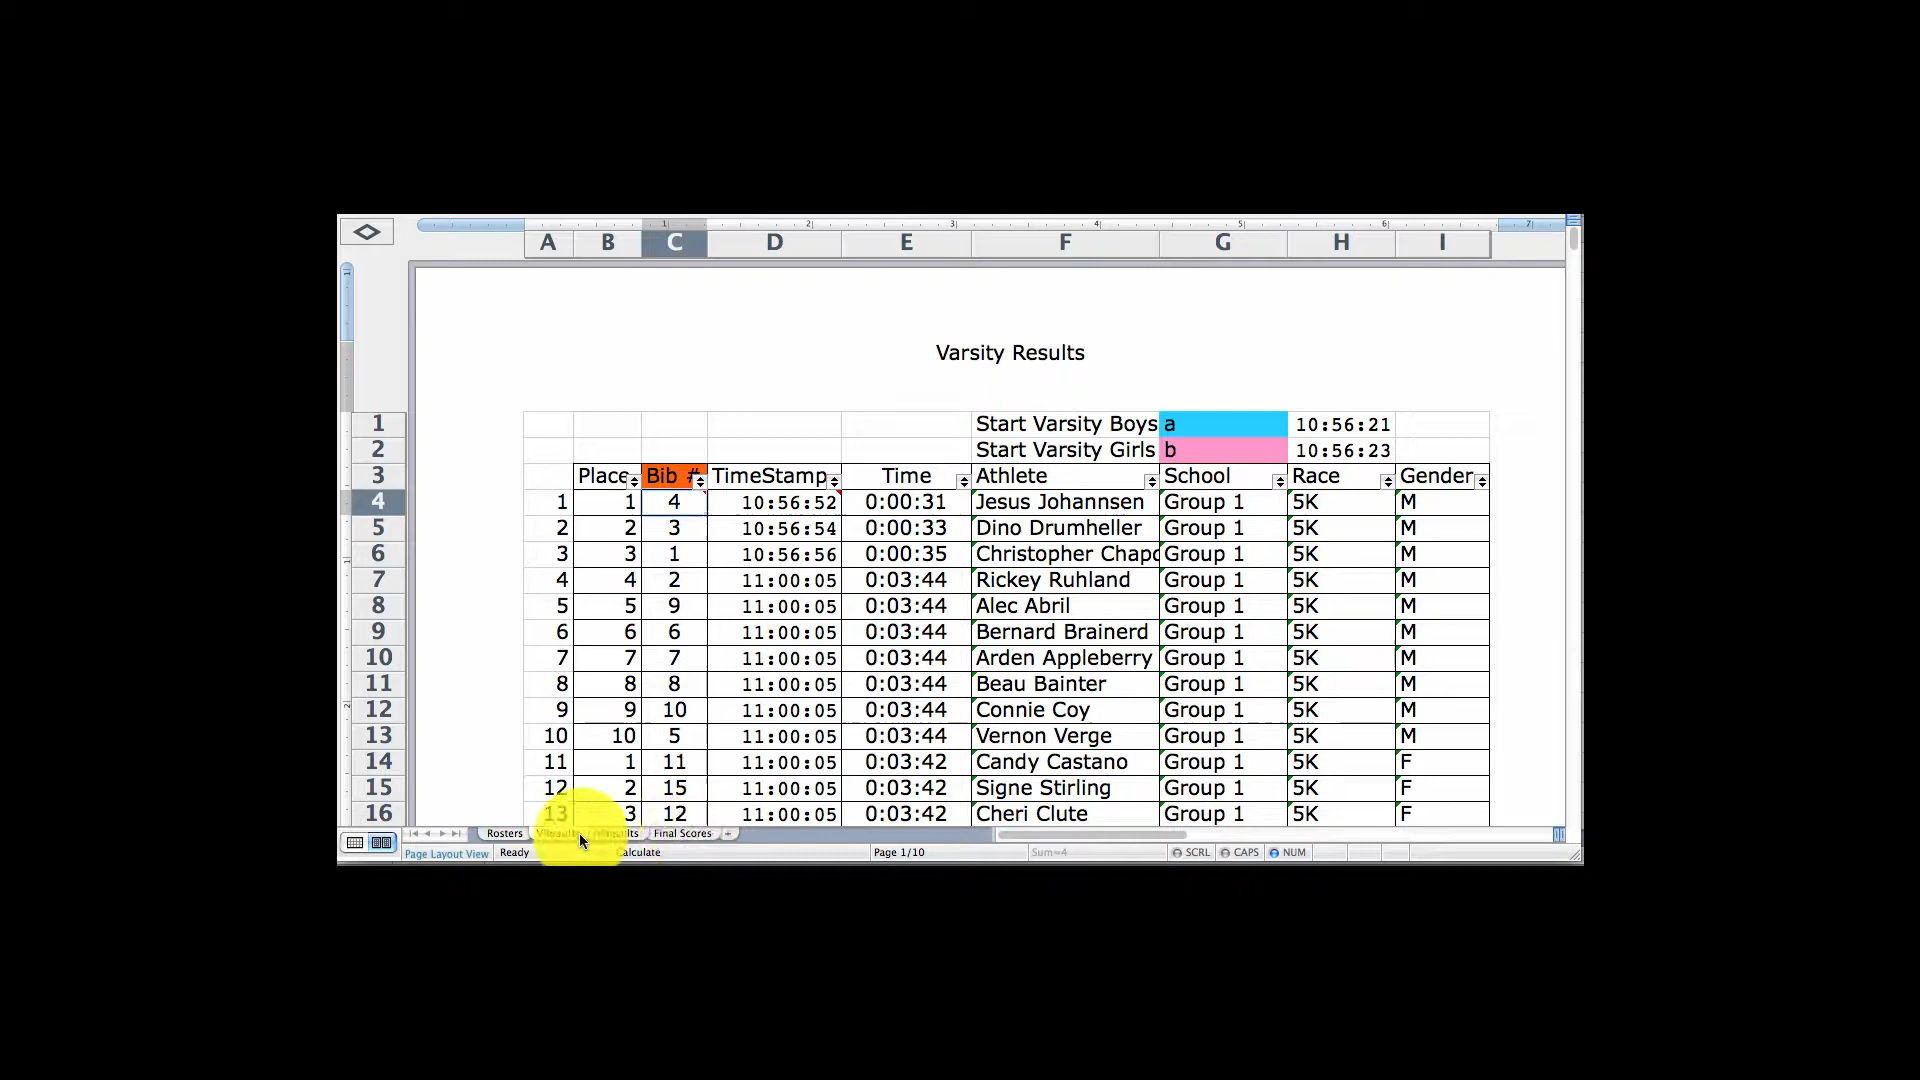 A B C D E F G H I
Varsity Results
1 Start Varsity Boys a 10:56:21
2 Start Varsity Girls b 10:56:23
3 Place Bib # TimeStamp Time Athlete School Race Gender
4 1 1 4 10:56:52 0:00:31 Jesus Johannsen Group 1 5K M
5 2 2 3 10:56:54 0:00:33 Dino Drumheller Group 1 5K M
6 3 3 1 10:56:56 0:00:35 Christopher Chapo Group 1 5K M
7 4 4 2 11:00:05 0:03:44 Rickey Ruhland Group 1 5K M
8 5 5 9 11:00:05 0:03:44 Alec Abril Group 1 5K M
9 6 6 6 11:00:05 0:03:44 Bernard Brainerd Group 1 5K M
10 7 7 7 11:00:05 0:03:44 Arden Appleberry Group 1 5K M
11 8 8 8 11:00:05 0:03:44 Beau Bainter Group 1 5K M
12 9 9 10 11:00:05 0:03:44 Connie Coy Group 1 5K M
13 10 10 5 11:00:05 0:03:44 Vernon Verge Group 1 5K M
14 11 1 11 11:00:05 0:03:42 Candy Castano Group 1 5K F
15 12 2 15 11:00:05 0:03:42 Signe Stirling Group 1 5K F
16 13 3 12 11:00:05 0:03:42 Cheri Clute Group 1 5K F
Rosters Final Scores +
Page Layout View Ready Calculate Page 1/10 Sum=4 SCRL CAPS NUM